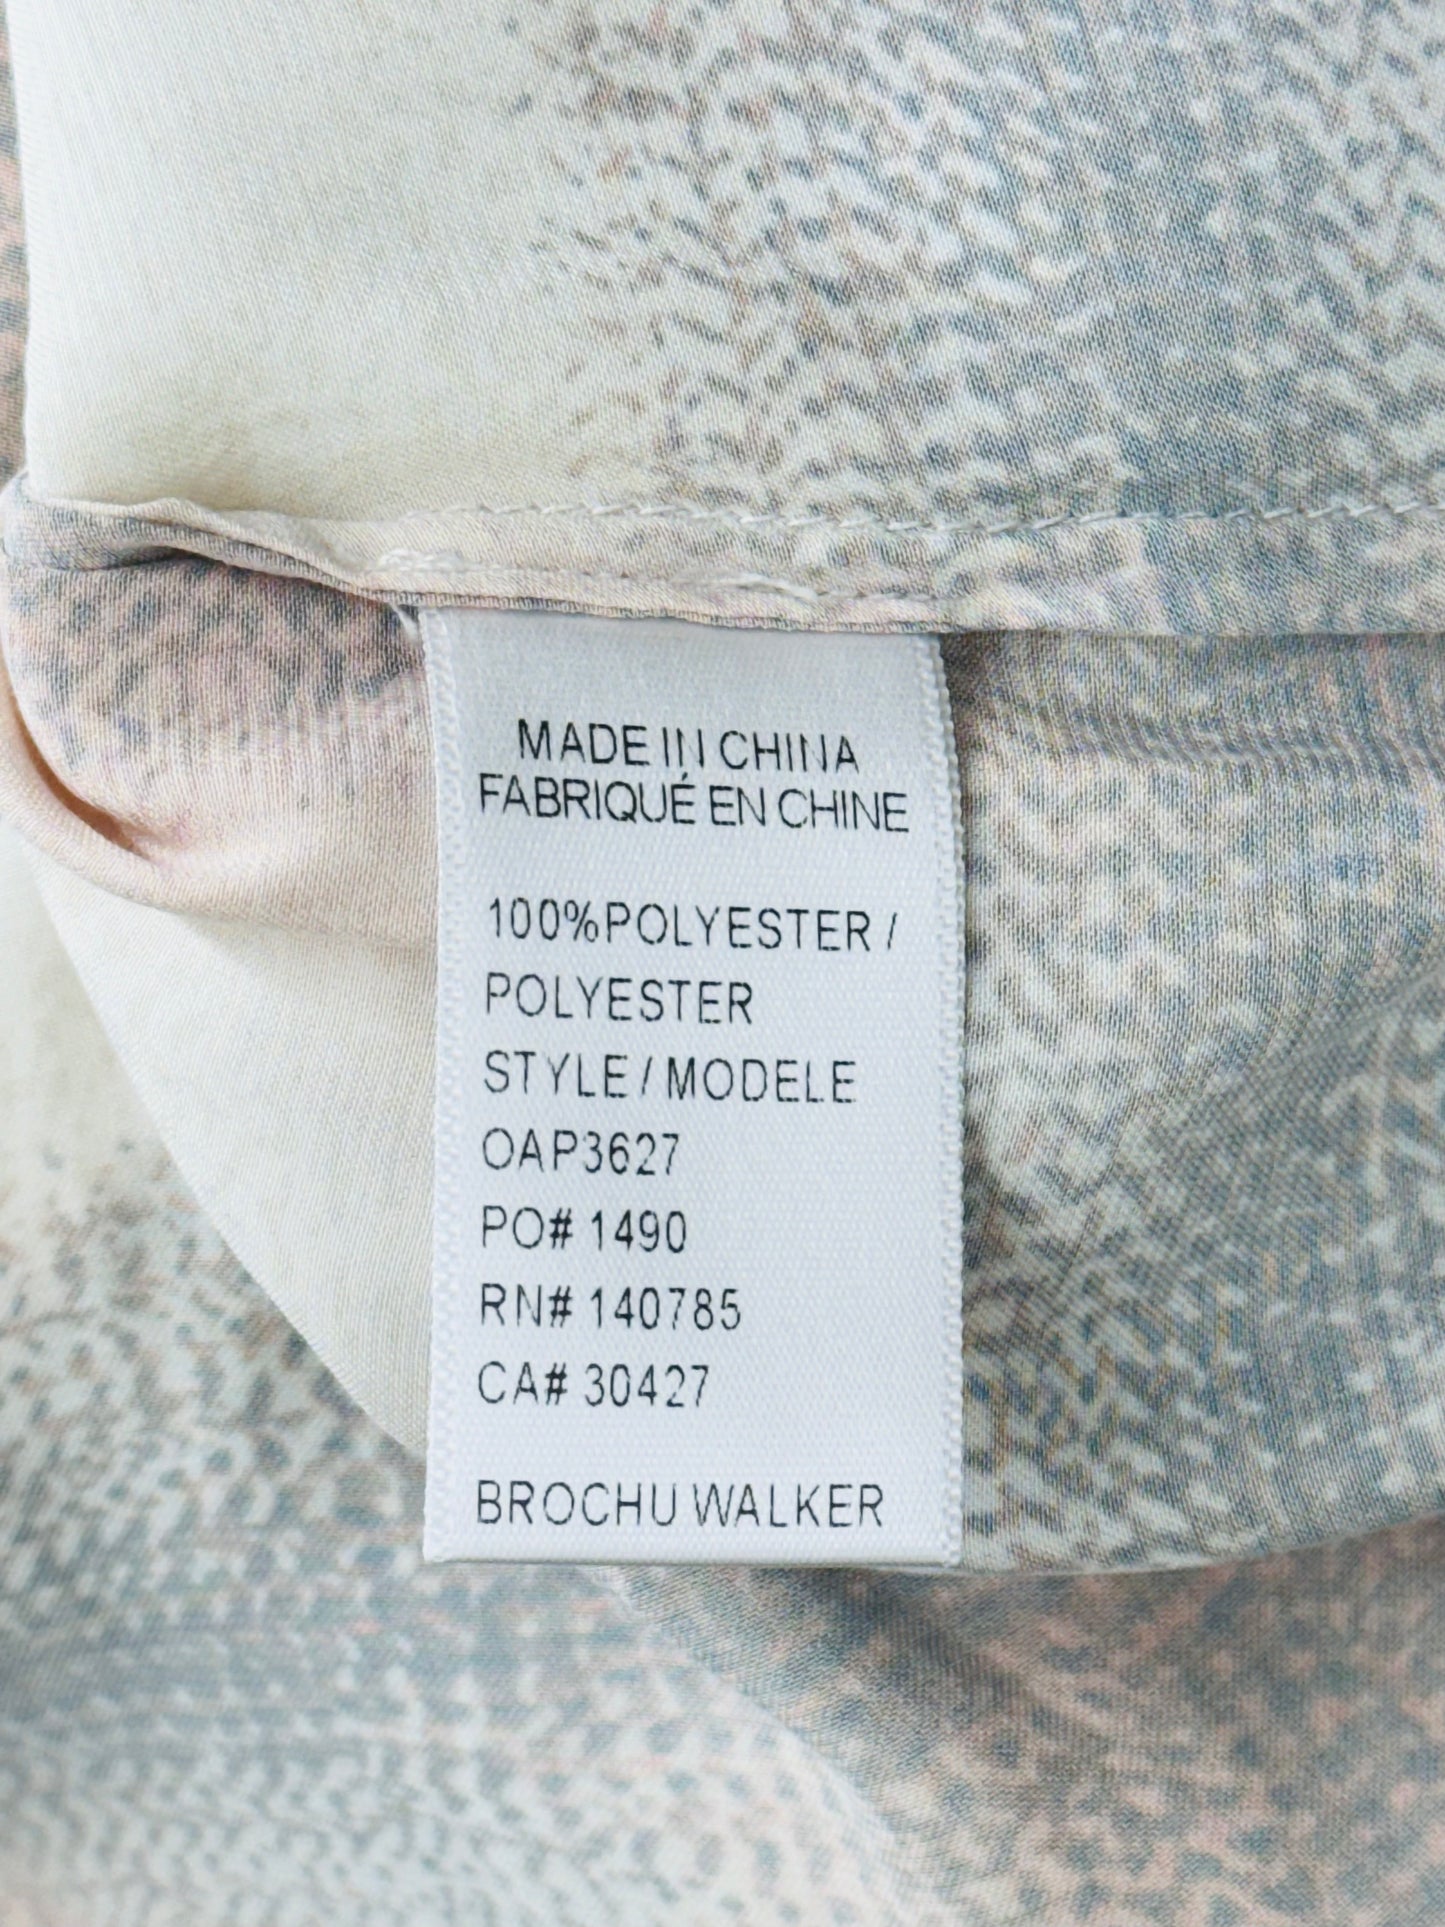 MADE IN CHINA
FABRIQUÉ EN CHINE
100%POLYESTER /
POLYESTER
STYLE / MODELE
OAP3627
PO# 1490
RN# 140785
CA# 30427
BROCHU WALKER